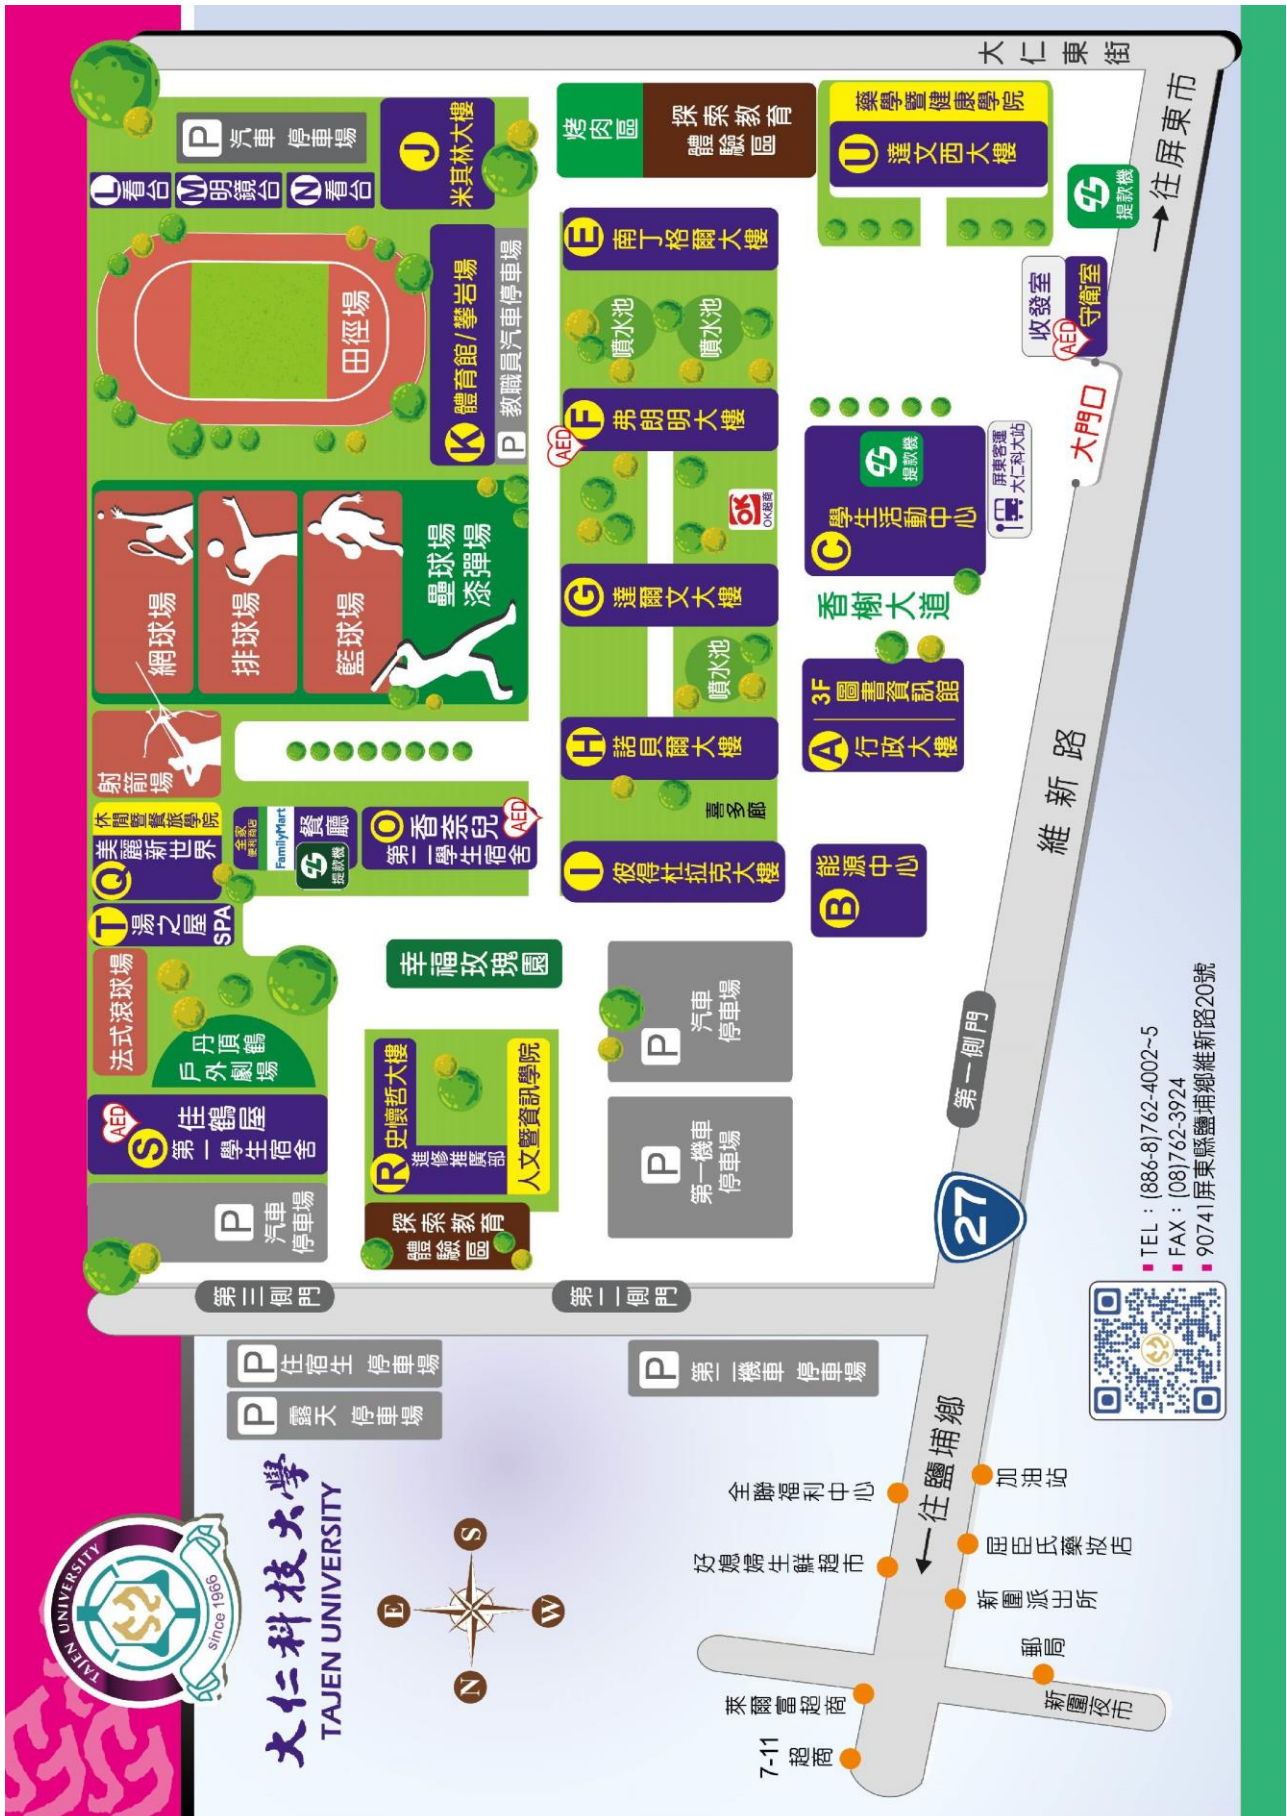 TAJEN UNIVERSITY
since 1966
大仁科技大學
TAJEN UNIVERSITY
N
E
S
W
P 住宿生 停車場
P 露天 停車場
P 第二機車 停車場
第三側門
第二側門
P 汽車
停車場
AED
S 佳鶴屋
第一學生宿舍
丹頂鶴
戶外劇場
法式滾球場
T 湯之屋
SPA
Q 美麗新世界
休閒暨餐旅學院
射箭場
全家
便利商店
FamilyMart
餐廳
提款機
O 香奈兒
第二學生宿舍
AED
網球場
排球場
籃球場
壘球場
漆彈場
田徑場
L 看台
M 明鏡台
N 看台
P 汽車 停車場
J
米其林大樓
K 體育館/攀岩場
P 教職員汽車停車場
探索教育
體驗區
R 史懷哲大樓
進修推廣部
人文暨資訊學院
幸福玫瑰園
P 汽車
停車場
P
第一機車
停車場
I 彼得杜拉克大樓
喜多廊
H 諾貝爾大樓
噴水池
G 達爾文大樓
OK
OK超商
AED
F 弗朗明大樓
噴水池
噴水池
E 南丁格爾大樓
烤肉區
探索教育
體驗區
藥學暨健康學院
U 達文西大樓
B 能源中心
A 行政大樓
3F 圖書資訊館
香榭大道
C 學生活動中心
提款機
屏東客運
大仁科大站
大門口
AED
收發室
守衛室
提款機
大仁東街
往屏東市
維新路
第一側門
27
往鹽埔鄉
全聯福利中心
好媳婦生鮮超市
萊爾富超商
7-11
超商
加油站
屈臣氏藥妝店
新圍派出所
郵局
新圍夜市
TEL：(886-8)762-4002~5
FAX：(08)762-3924
90741屏東縣鹽埔鄉維新路20號